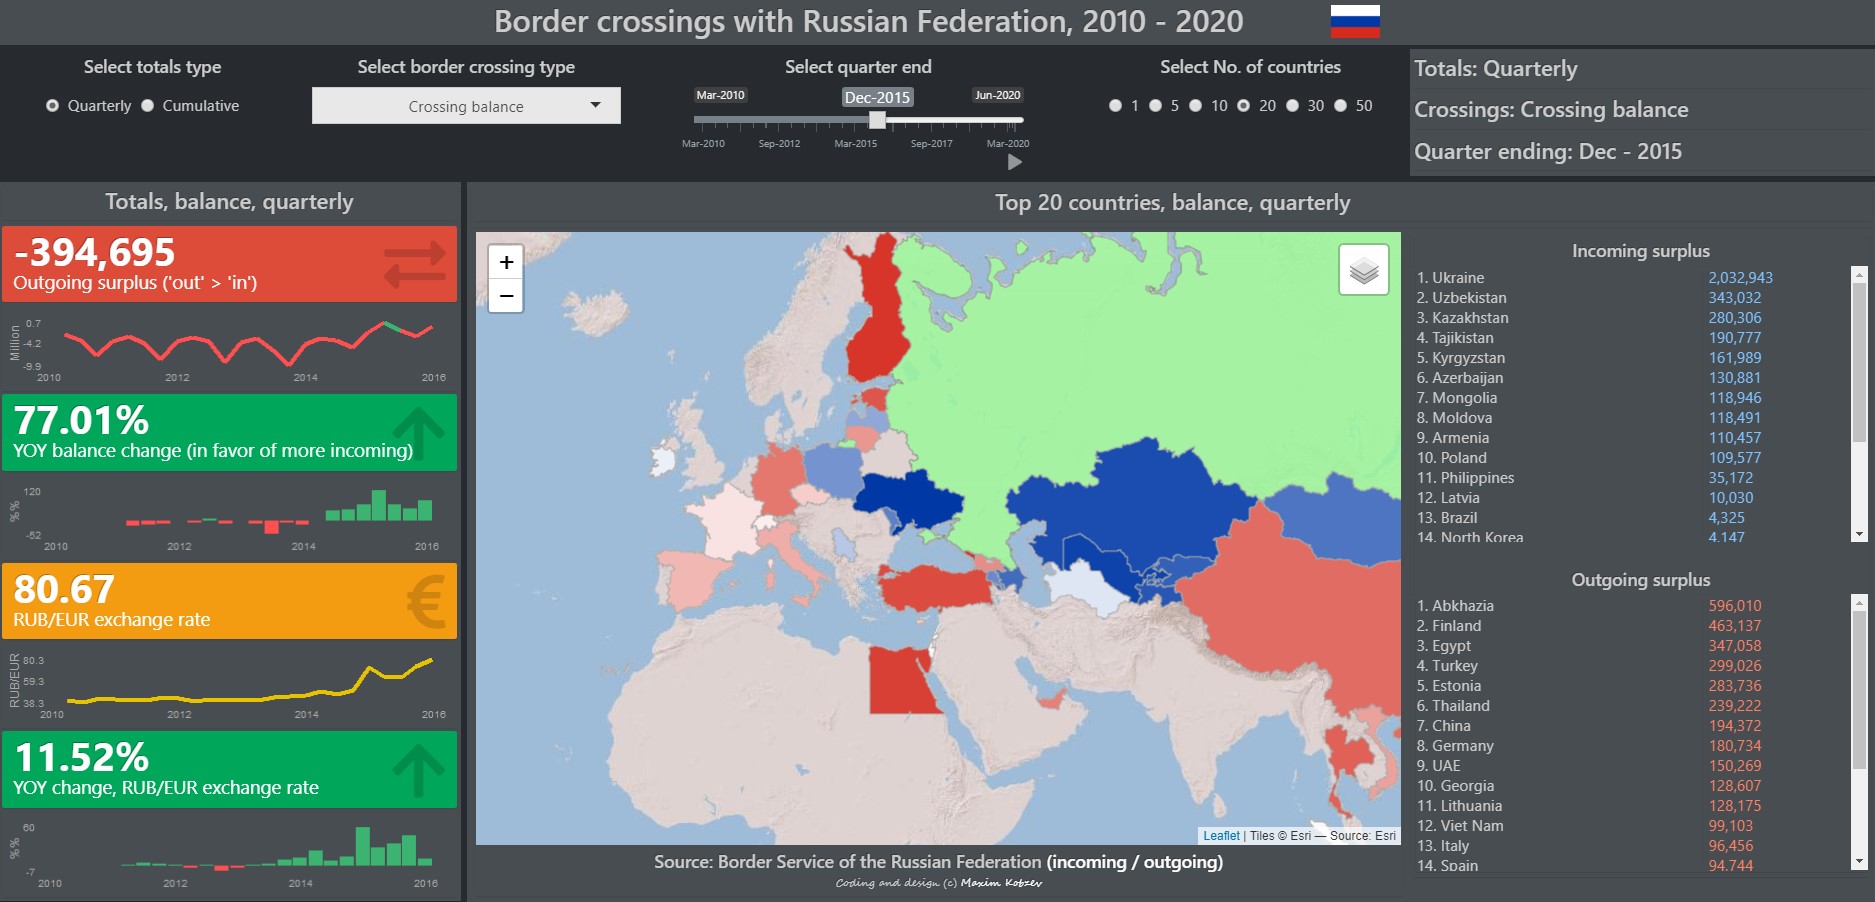 Border crossings with Russian Federation, 2010 - 2020
Select totals type
Quarterly Cumulative
Select border crossing type
Crossing balance
Select quarter end
Mar-2010 Dec-2015 Jun-2020
Mar-2010 Sep-2012 Mar-2015 Sep-2017 Mar-2020
Select No. of countries
1 5 10 20 30 50
Totals: Quarterly
Crossings: Crossing balance
Quarter ending: Dec - 2015
Totals, balance, quarterly
-394,695
Outgoing surplus ('out' > 'in')
Million
0.7
-4.2
-9.9
2010 2012 2014 2016
77.01%
YOY balance change (in favor of more incoming)
%%
120
-52
2010 2012 2014 2016
80.67
RUB/EUR exchange rate
€
RUB/EUR
80.3
59.3
38.3
2010 2012 2014 2016
11.52%
YOY change, RUB/EUR exchange rate
%%
60
-7
2010 2012 2014 2016
Top 20 countries, balance, quarterly
+
−
Leaflet | Tiles © Esri — Source: Esri
Source: Border Service of the Russian Federation (incoming / outgoing)
Coding and design (c) Maxim Kobzev
Incoming surplus
1. Ukraine 2,032,943
2. Uzbekistan 343,032
3. Kazakhstan 280,306
4. Tajikistan 190,777
5. Kyrgyzstan 161,989
6. Azerbaijan 130,881
7. Mongolia 118,946
8. Moldova 118,491
9. Armenia 110,457
10. Poland 109,577
11. Philippines 35,172
12. Latvia 10,030
13. Brazil 4,325
14. North Korea 4,147
Outgoing surplus
1. Abkhazia 596,010
2. Finland 463,137
3. Egypt 347,058
4. Turkey 299,026
5. Estonia 283,736
6. Thailand 239,222
7. China 194,372
8. Germany 180,734
9. UAE 150,269
10. Georgia 128,607
11. Lithuania 128,175
12. Viet Nam 99,103
13. Italy 96,456
14. Spain 94,744